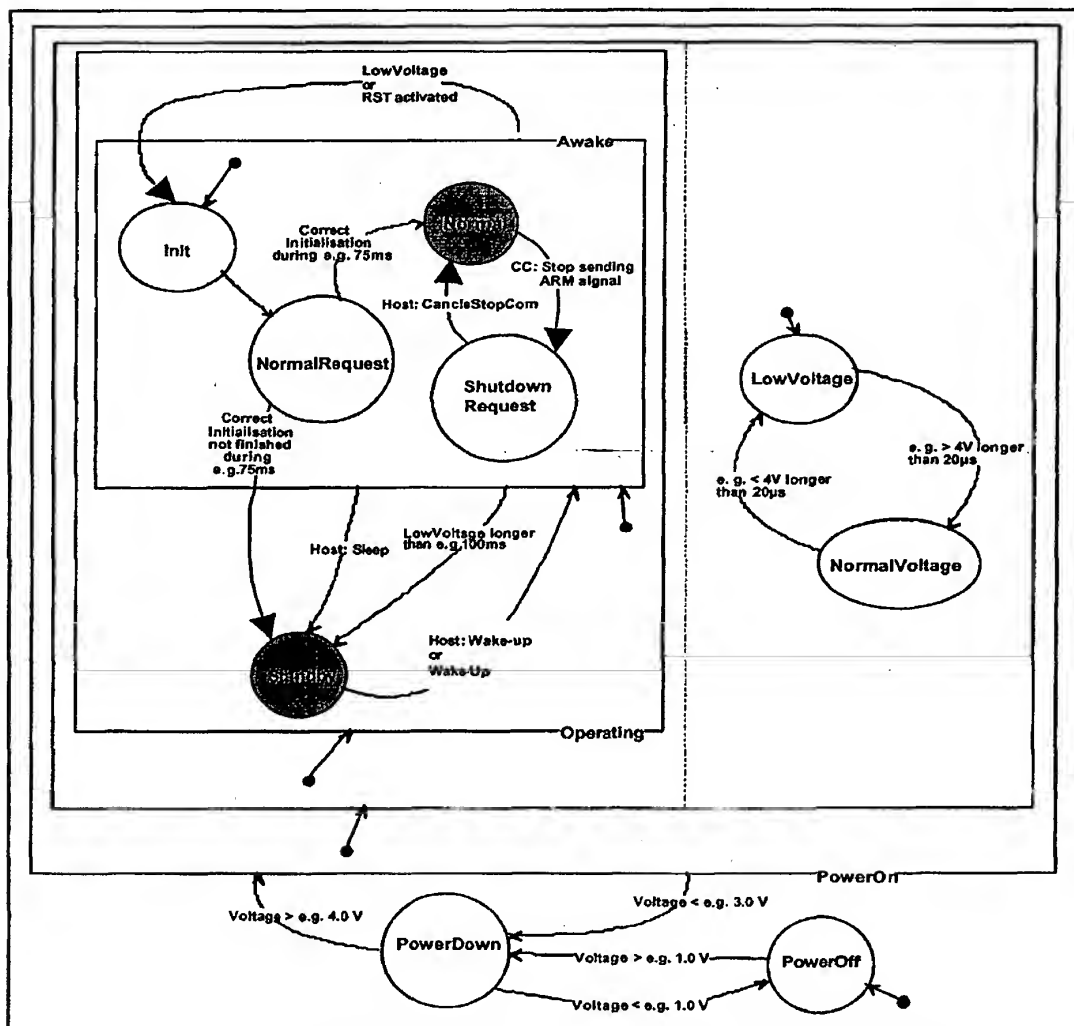 LowVoltage
or
RST activated
Awake
Init
Correct
Initialisation
during e.g. 75ms
Normal
CC: Stop sending
ARM signal
Host: CancleStopCom
NormalRequest
Shutdown
Request
Correct
Initialisation
not finished
during
e.g.75ms
Host: Sleep
LowVoltage longer
than e.g.100ms
Host: Wake-up
or
Wake-Up
Standby
Operating
LowVoltage
e. g. > 4V longer
than 20µs
e. g. < 4V longer
than 20µs
NormalVoltage
PowerOn
Voltage > e.g. 4.0 V
Voltage < e.g. 3.0 V
PowerDown
Voltage > e.g. 1.0 V
PowerOff
Voltage < e.g. 1.0 V